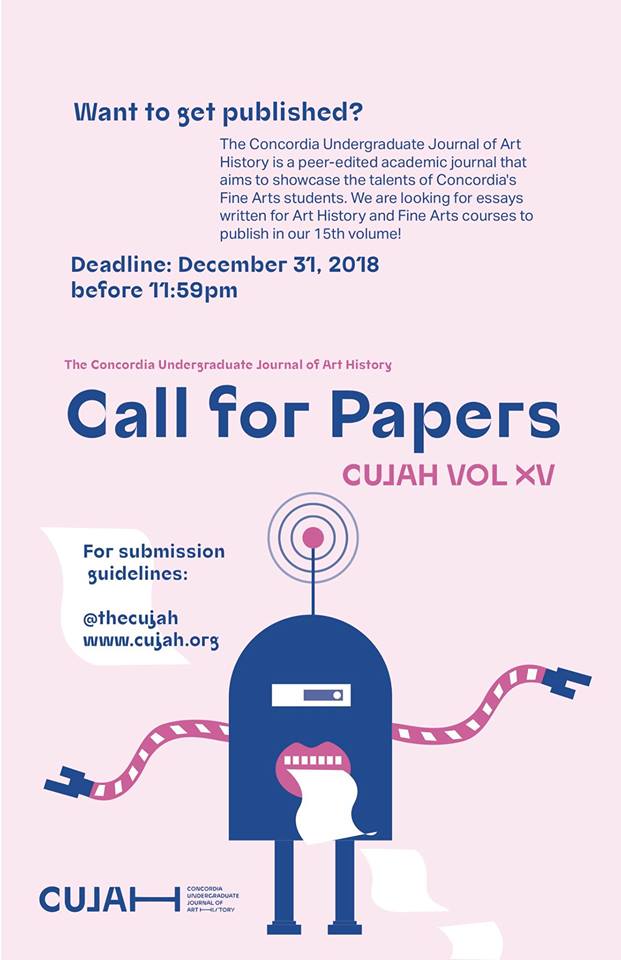 Want to get published?
The Concordia Undergraduate Journal of Art
History is a peer-edited academic journal that
aims to showcase the talents of Concordia's
Fine Arts students. We are looking for essays
written for Art History and Fine Arts courses to
publish in our 15th volume!
Deadline: December 31, 2018
before 11:59pm
The Concordia Undergraduate Journal of Art History
Call for Papers
CUJAH VOL XV
For submission
guidelines:
@thecujah
www.cujah.org
CUJAH
CONCORDIA
UNDERGRADUATE
JOURNAL OF
ART HISTORY